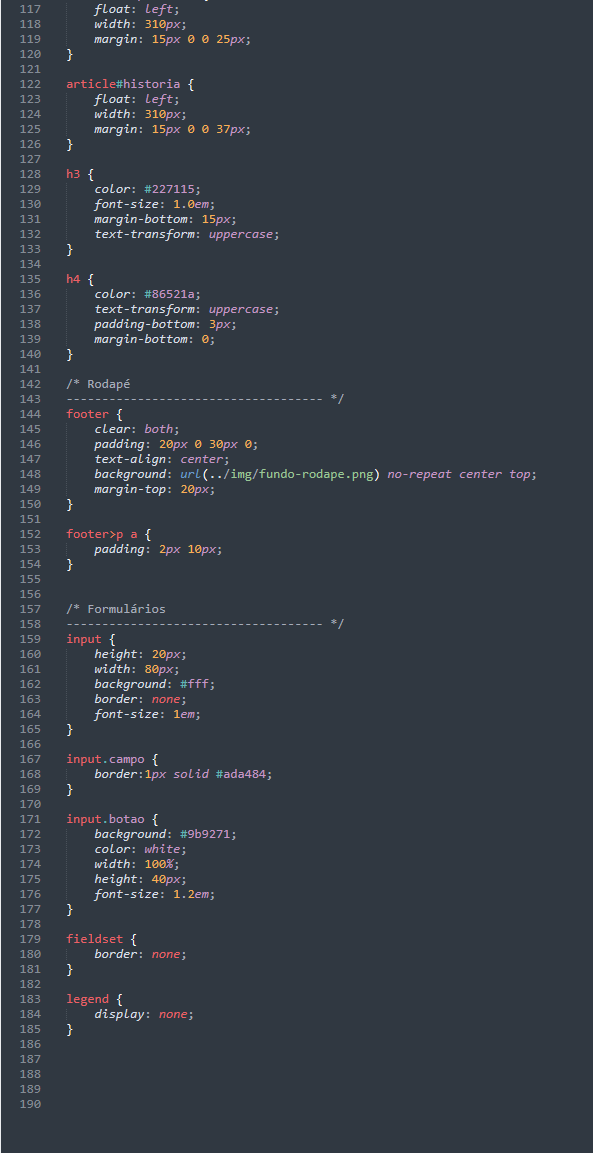 117 float: left;
118 width: 310px;
119 margin: 15px 0 0 25px;
120 }
121
122 article#historia {
123 float: left;
124 width: 310px;
125 margin: 15px 0 0 37px;
126 }
127
128 h3 {
129 color: #227115;
130 font-size: 1.0em;
131 margin-bottom: 15px;
132 text-transform: uppercase;
133 }
134
135 h4 {
136 color: #86521a;
137 text-transform: uppercase;
138 padding-bottom: 3px;
139 margin-bottom: 0;
140 }
141
142 /* Rodapé
143 ------------------------------------ */
144 footer {
145 clear: both;
146 padding: 20px 0 30px 0;
147 text-align: center;
148 background: url(../img/fundo-rodape.png) no-repeat center top;
149 margin-top: 20px;
150 }
151
152 footer>p a {
153 padding: 2px 10px;
154 }
155
156
157 /* Formulários
158 ------------------------------------ */
159 input {
160 height: 20px;
161 width: 80px;
162 background: #fff;
163 border: none;
164 font-size: 1em;
165 }
166
167 input.campo {
168 border:1px solid #ada484;
169 }
170
171 input.botao {
172 background: #9b9271;
173 color: white;
174 width: 100%;
175 height: 40px;
176 font-size: 1.2em;
177 }
178
179 fieldset {
180 border: none;
181 }
182
183 legend {
184 display: none;
185 }
186
187
188
189
190